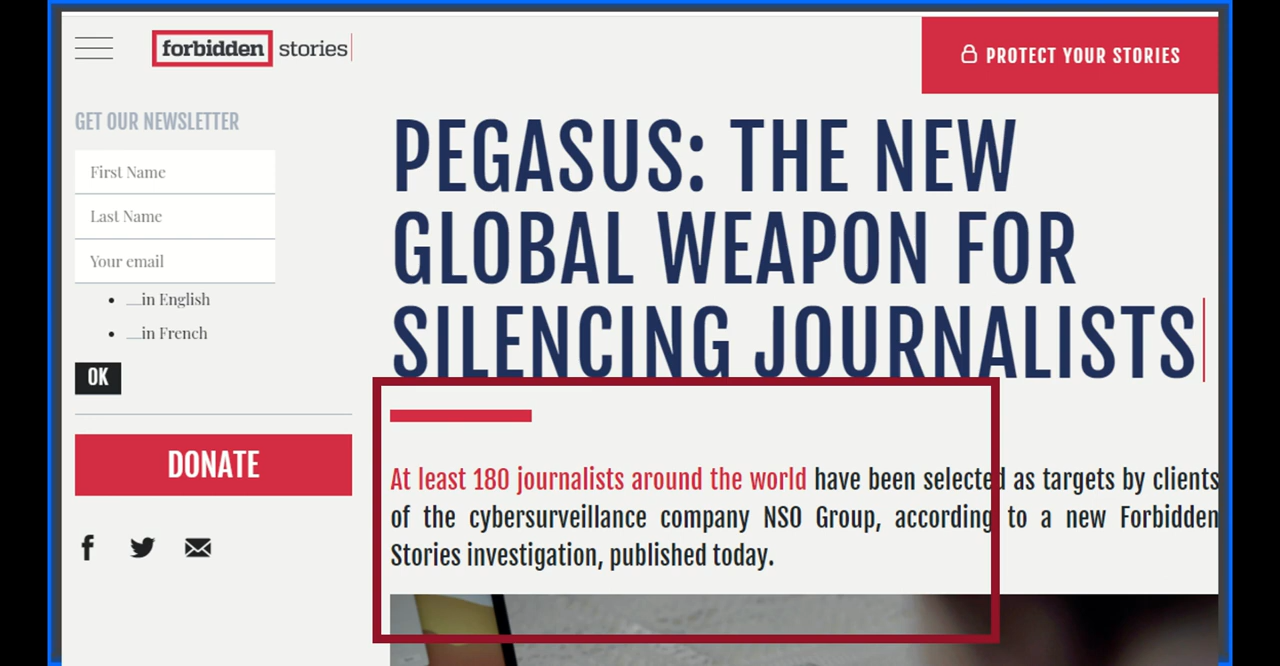 forbidden stories
PROTECT YOUR STORIES
GET OUR NEWSLETTER
First Name
Last Name
Your email
in English
in French
OK
DONATE
PEGASUS: THE NEW
GLOBAL WEAPON FOR
SILENCING JOURNALISTS
At least 180 journalists around the world have been selected as targets by clients
of the cybersurveillance company NSO Group, according to a new Forbidden
Stories investigation, published today.